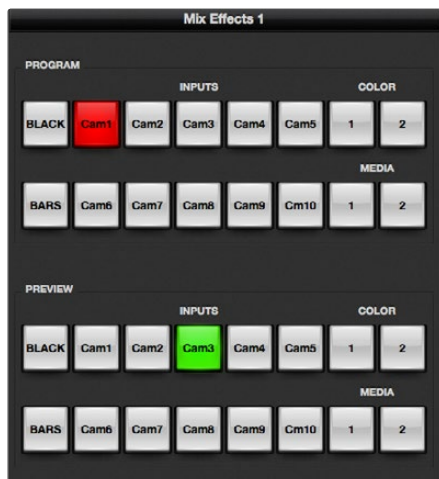 Mix Effects 1
PROGRAM
INPUTS COLOR
BLACK Cam1 Cam2 Cam3 Cam4 Cam5 1 2
MEDIA
BARS Cam6 Cam7 Cam8 Cam9 Cm10 1 2
PREVIEW
INPUTS COLOR
BLACK Cam1 Cam2 Cam3 Cam4 Cam5 1 2
MEDIA
BARS Cam6 Cam7 Cam8 Cam9 Cm10 1 2